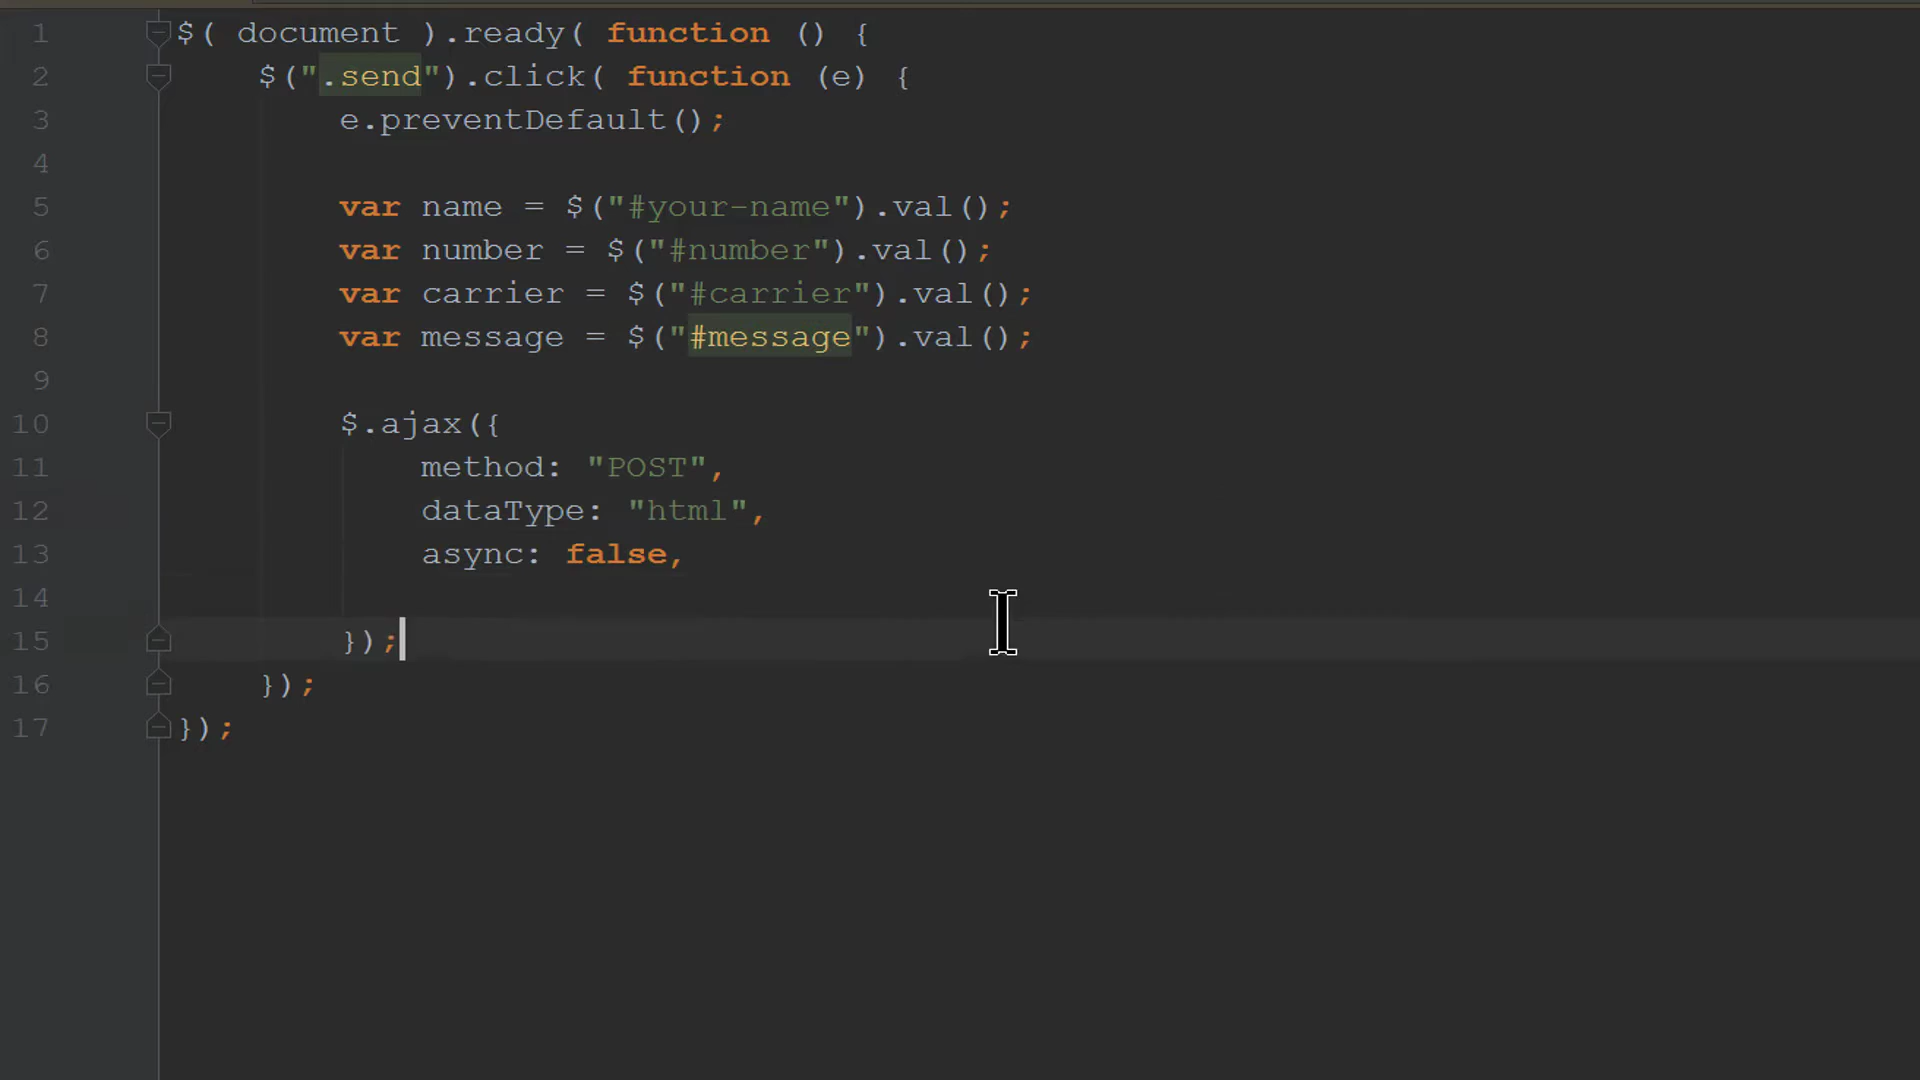 1 $( document ).ready( function () {
2 $(".send").click( function (e) {
3 e.preventDefault();
4
5 var name = $("#your-name").val();
6 var number = $("#number").val();
7 var carrier = $("#carrier").val();
8 var message = $("#message").val();
9
10 $.ajax({
11 method: "POST",
12 dataType: "html",
13 async: false,
14
15 });
16 });
17 });